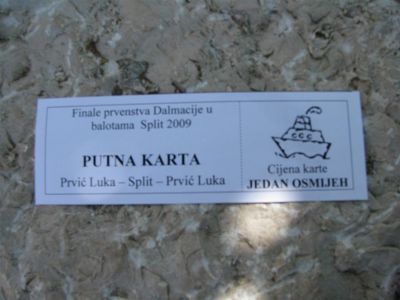 Finale prvenstva Dalmacije u
balotama Split 2009
PUTNA KARTA
Prvić Luka – Split – Prvić Luka
Cijena karte
JEDAN OSMIJEH